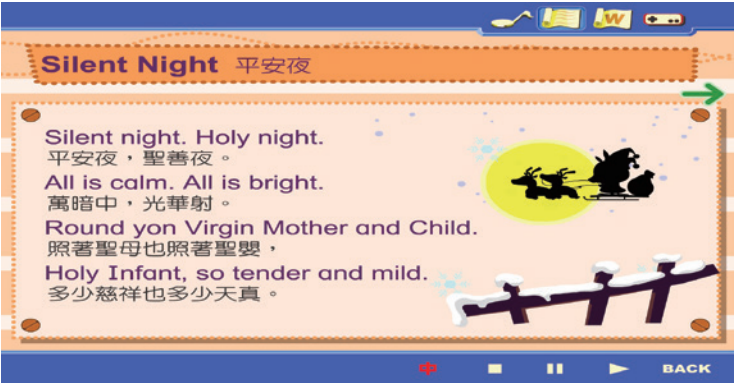 W
Silent Night 平安夜
Silent night. Holy night.
平安夜，聖善夜。
All is calm. All is bright.
萬暗中，光華射。
Round yon Virgin Mother and Child.
照著聖母也照著聖嬰，
Holy Infant, so tender and mild.
多少慈祥也多少天真。
中 BACK